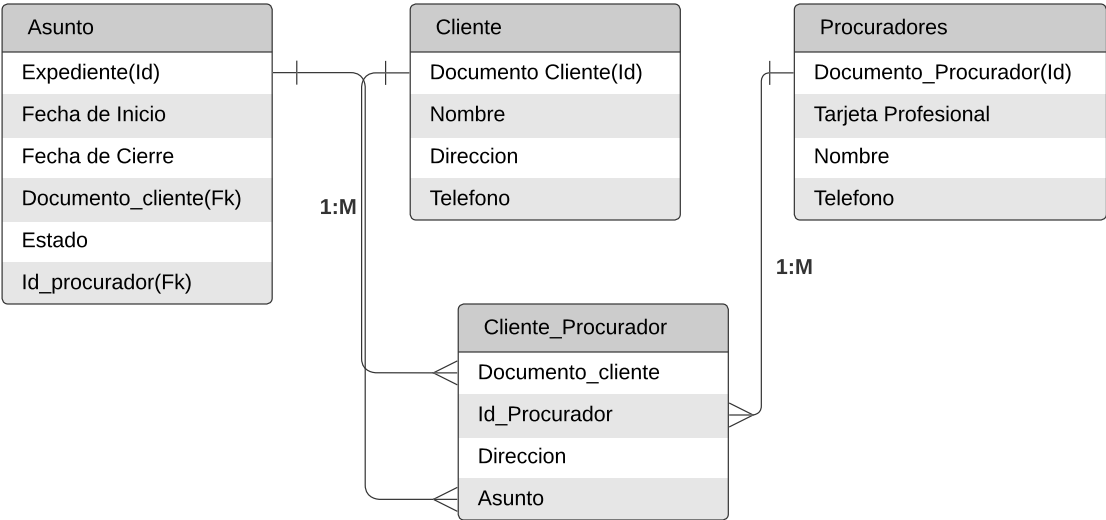 Asunto
Expediente(Id)
Fecha de Inicio
Fecha de Cierre
Documento_cliente(Fk)
Estado
Id_procurador(Fk)
Cliente
Documento Cliente(Id)
Nombre
Direccion
Telefono
Procuradores
Documento_Procurador(Id)
Tarjeta Profesional
Nombre
Telefono
1:M
1:M
Cliente_Procurador
Documento_cliente
Id_Procurador
Direccion
Asunto